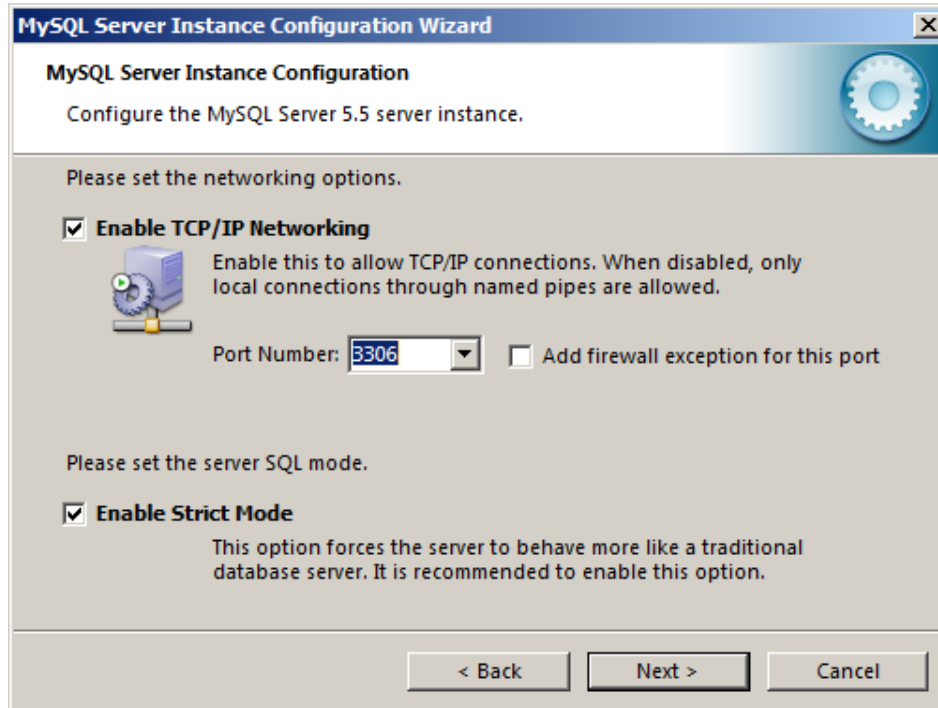 MySQL Server Instance Configuration Wizard
MySQL Server Instance Configuration
Configure the MySQL Server 5.5 server instance.
Please set the networking options.
Enable TCP/IP Networking
Enable this to allow TCP/IP connections. When disabled, only
local connections through named pipes are allowed.
Port Number: 3306 Add firewall exception for this port
Please set the server SQL mode.
Enable Strict Mode
This option forces the server to behave more like a traditional
database server. It is recommended to enable this option.
< Back Next > Cancel